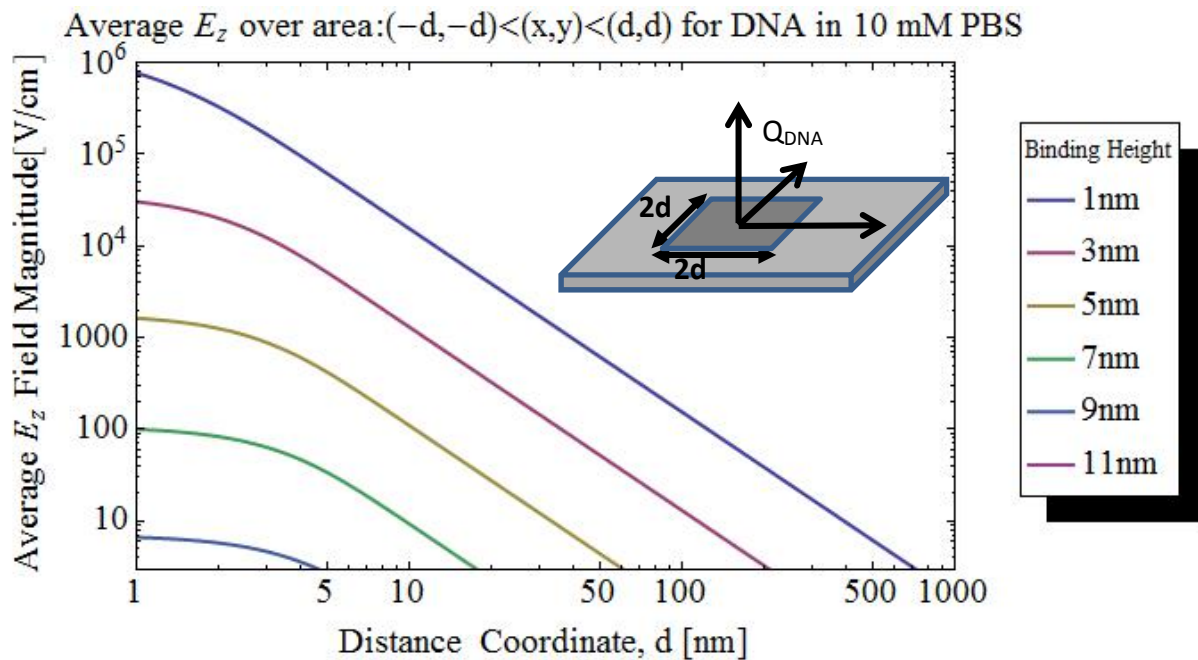 Average E_z over area:(−d,−d)<(x,y)<(d,d) for DNA in 10 mM PBS
Average E_z Field Magnitude[V/cm]
10^6
10^5
10^4
1000
100
10
1
5
10
50
100
500
1000
Distance Coordinate, d [nm]
Q_DNA
2d
2d
Binding Height
1nm
3nm
5nm
7nm
9nm
11nm